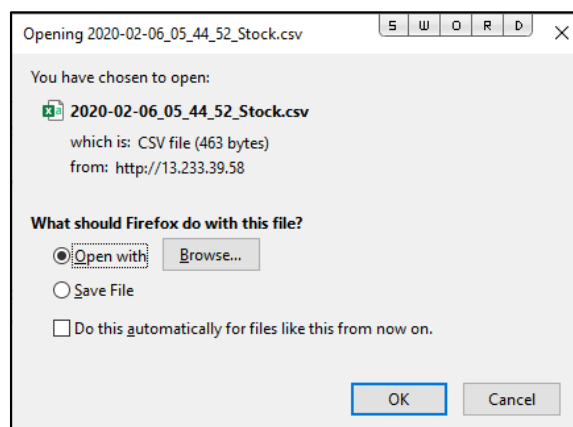 Opening 2020-02-06_05_44_52_Stock.csv
S W O R D
You have chosen to open:
2020-02-06_05_44_52_Stock.csv
which is: CSV file (463 bytes)
from: http://13.233.39.58
What should Firefox do with this file?
Open with Browse...
Save File
Do this automatically for files like this from now on.
OK Cancel